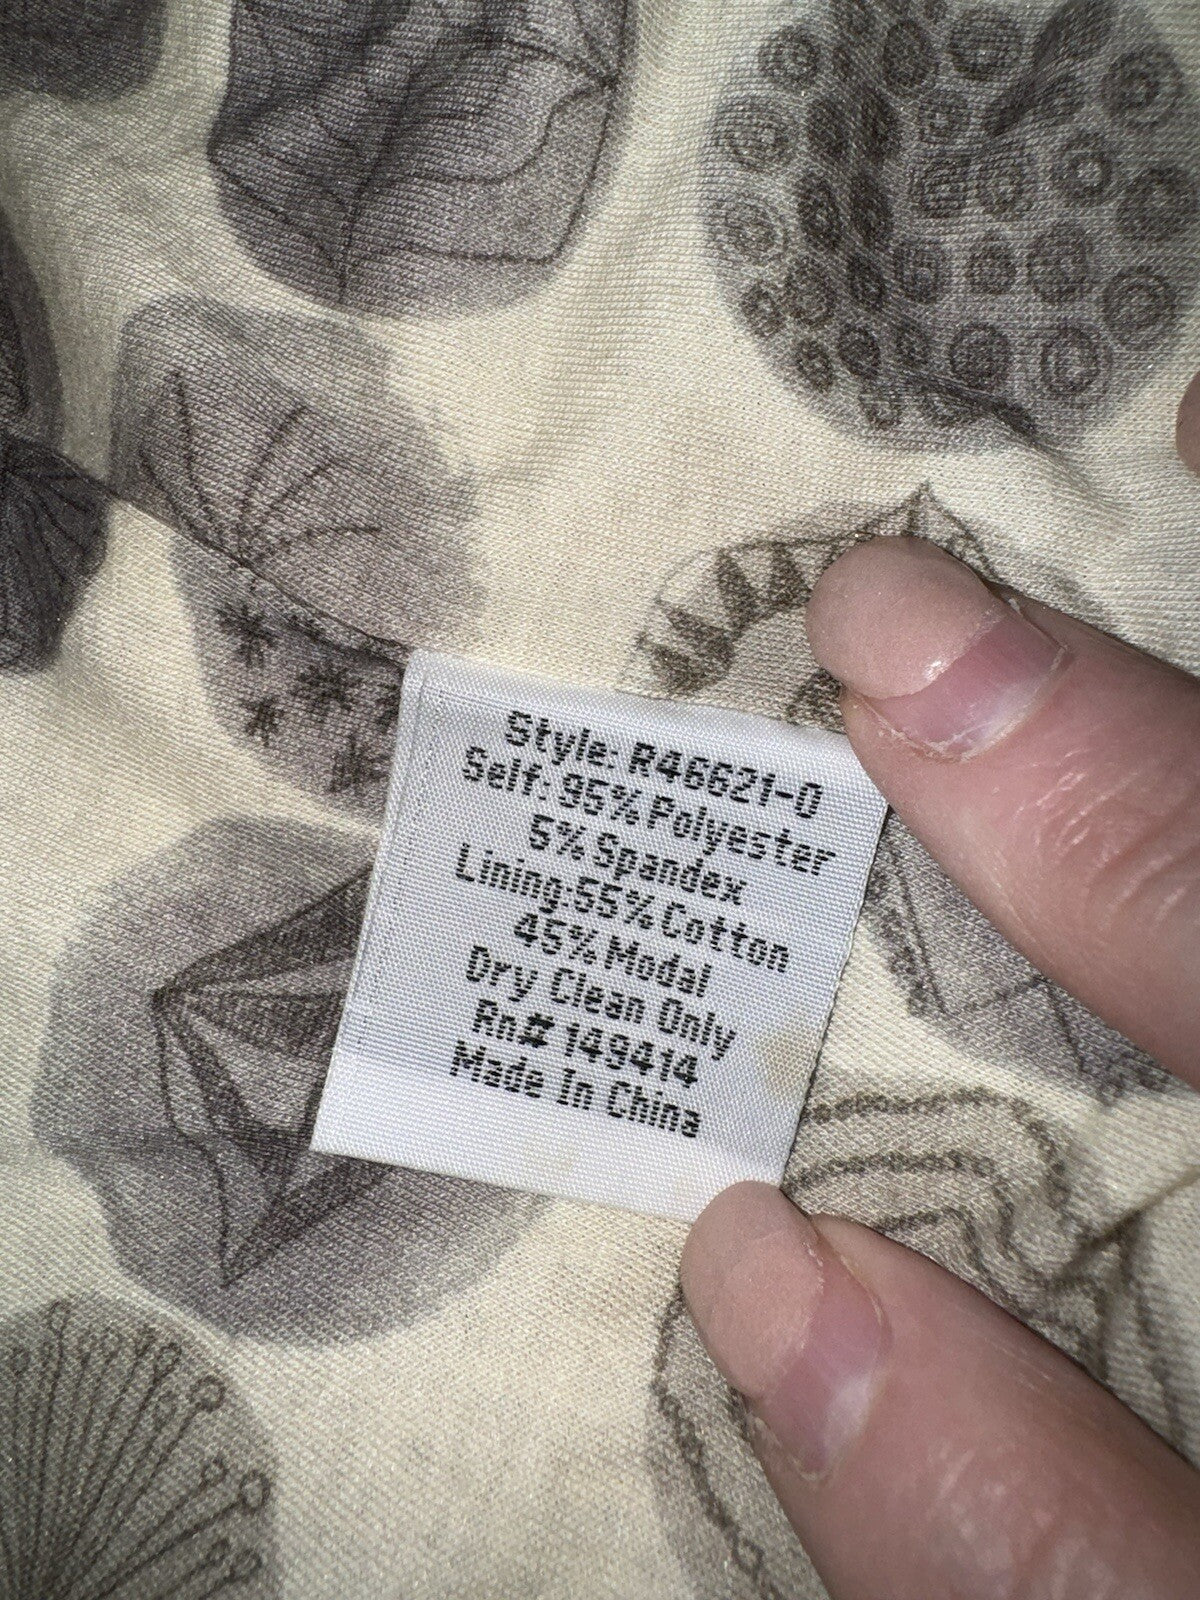 Style: R46621-0
Self: 95% Polyester
5% Spandex
Lining:55% Cotton
45% Modal
Dry Clean Only
Rn# 149414
Made In China